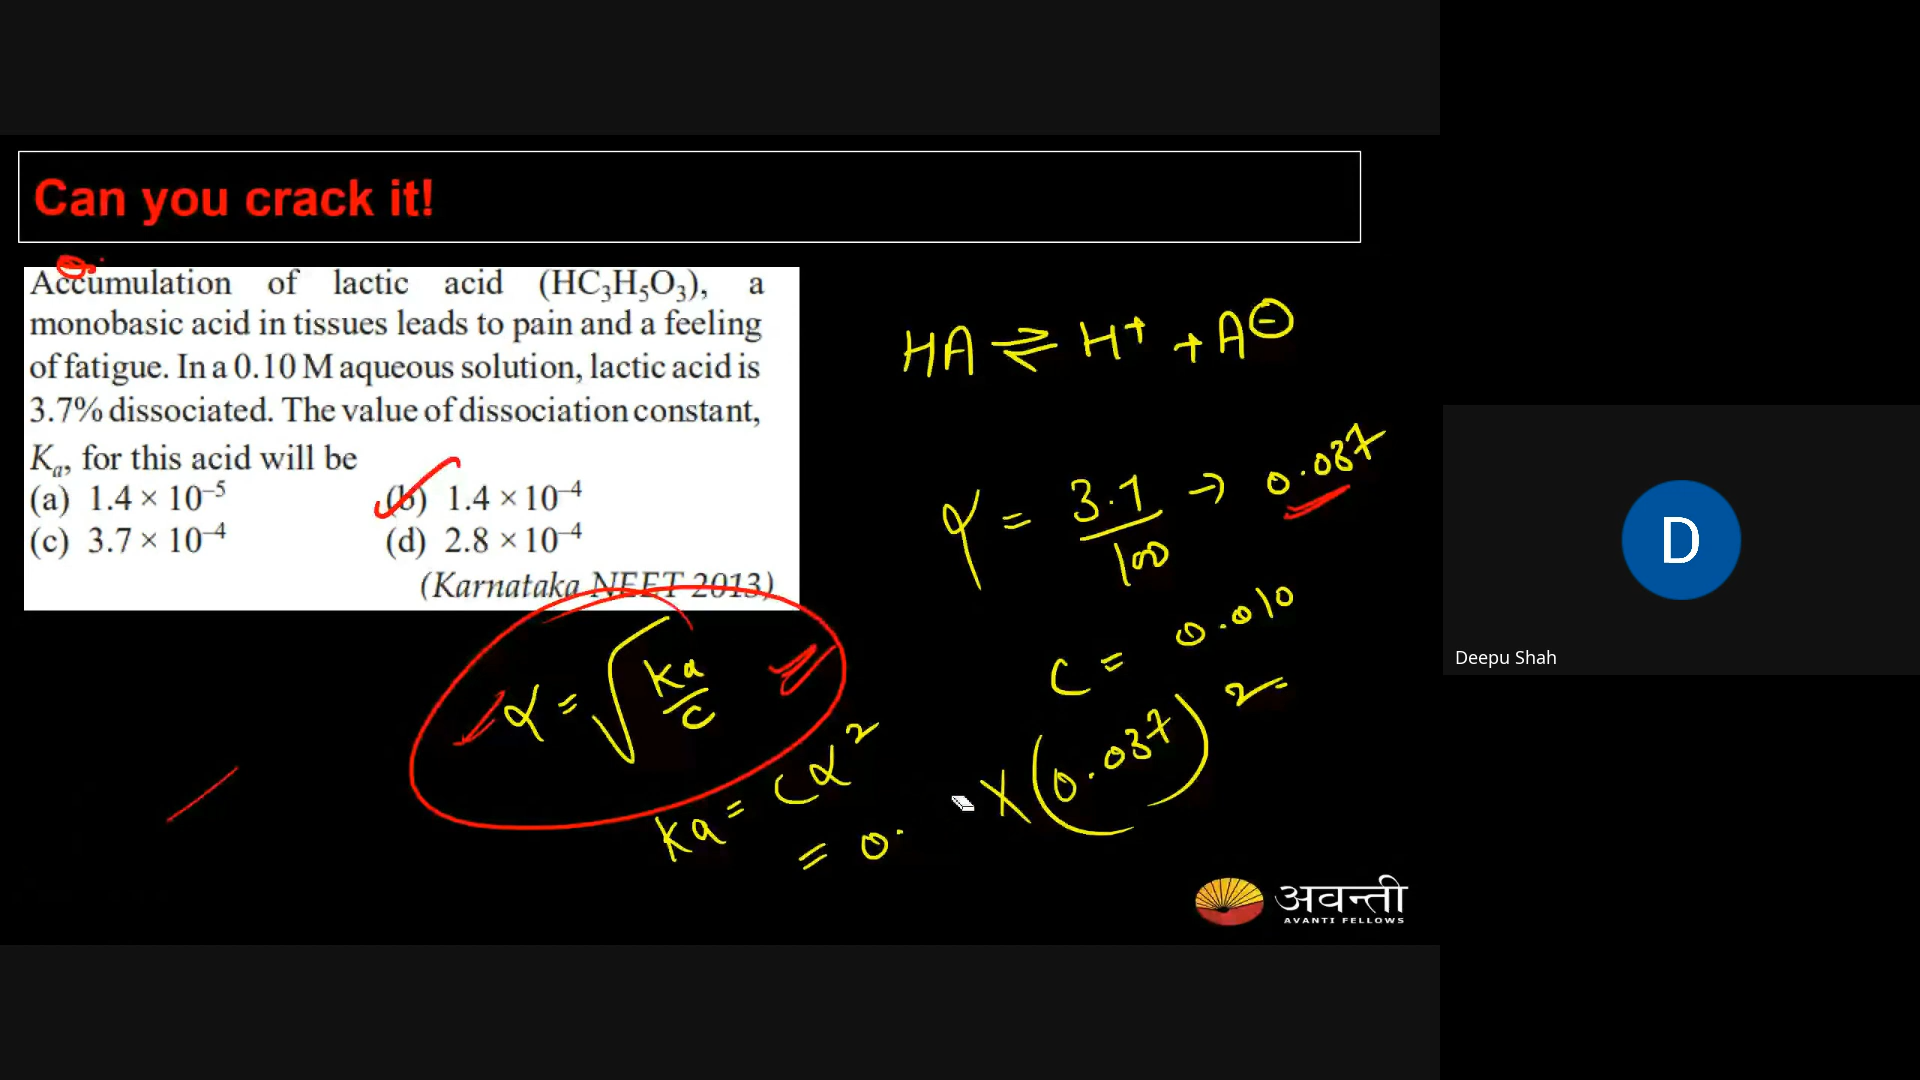 Can you crack it!
Accumulation of lactic acid (HC₃H₅O₃), a
monobasic acid in tissues leads to pain and a feeling
of fatigue. In a 0.10 M aqueous solution, lactic acid is
3.7% dissociated. The value of dissociation constant,
Kₐ, for this acid will be
(a) 1.4 × 10⁻⁵ (b) 1.4 × 10⁻⁴
(c) 3.7 × 10⁻⁴ (d) 2.8 × 10⁻⁴
(Karnataka NEET 2013)
HA ⇌ H⁺ + A⊖
α = 3.7/100 → 0.037
C = 0.010
α = √(Ka/C)
Ka = Cα²
= 0. × (0.037)² =
अवन्ती
AVANTI FELLOWS
D
Deepu Shah